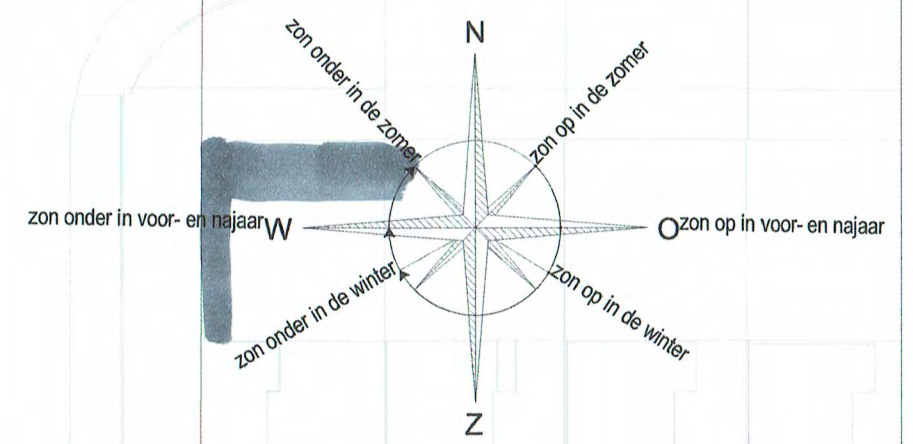 N
zon onder in de zomer
zon op in de zomer
zon onder in voor- en najaar W
O zon op in voor- en najaar
zon onder in de winter
zon op in de winter
Z